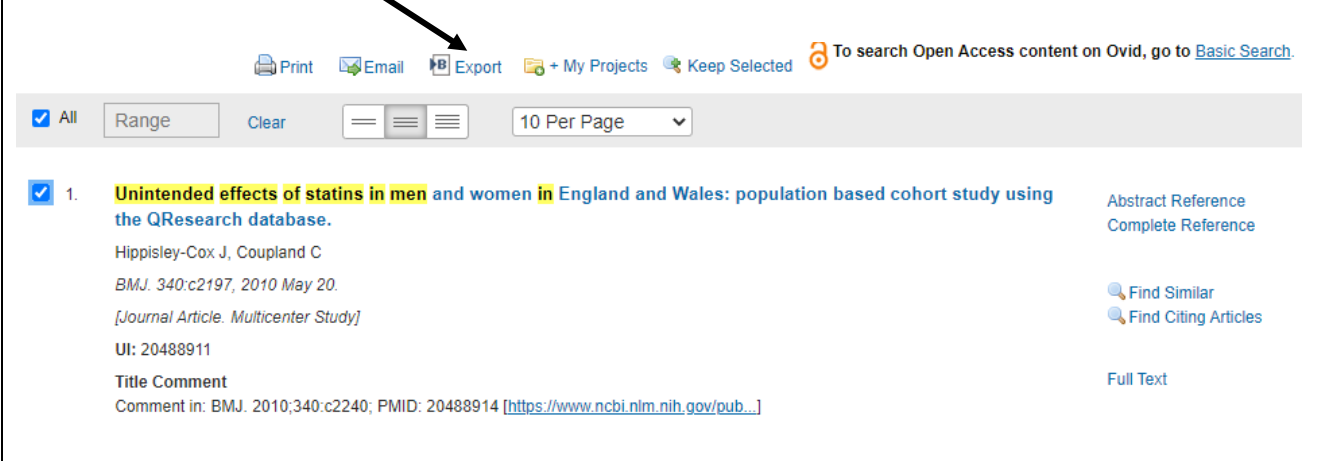 Print Email Export + My Projects Keep Selected To search Open Access content on Ovid, go to Basic Search.
All Range Clear 10 Per Page
1. Unintended effects of statins in men and women in England and Wales: population based cohort study using
the QResearch database.
Abstract Reference
Complete Reference
Hippisley-Cox J, Coupland C
BMJ. 340:c2197, 2010 May 20.
[Journal Article. Multicenter Study]
Find Similar
Find Citing Articles
UI: 20488911
Title Comment
Comment in: BMJ. 2010;340:c2240; PMID: 20488914 [https://www.ncbi.nlm.nih.gov/pub...]
Full Text